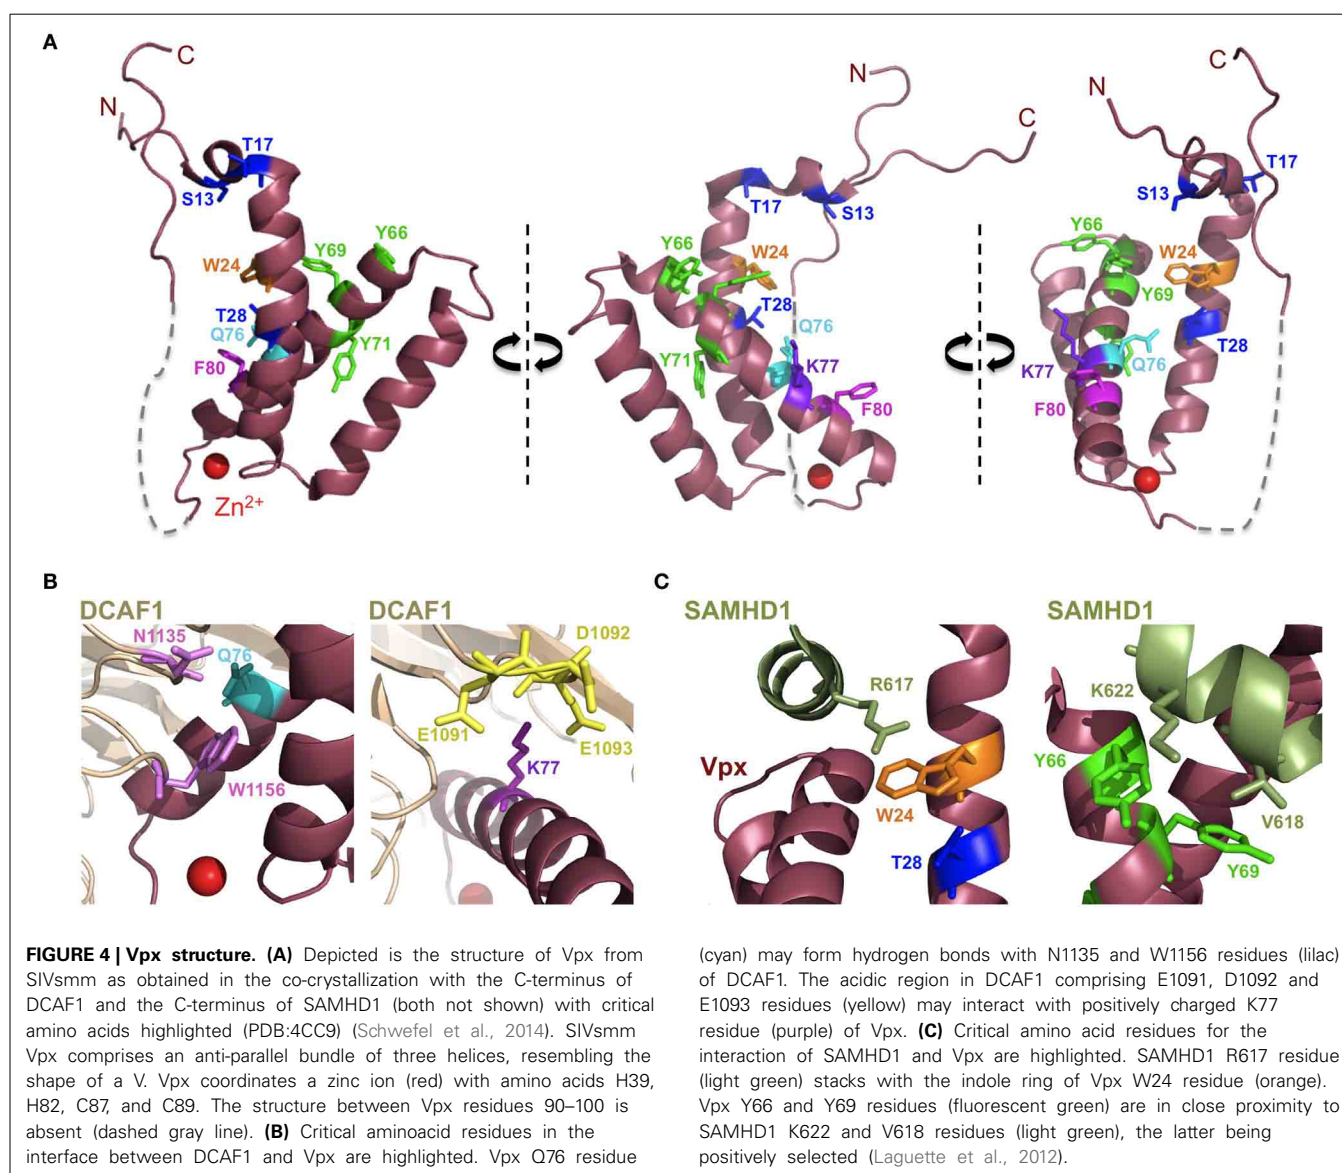 A
C
N
T17
S13
W24
Y69
Y66
T28
Q76
F80
Y71
Zn2+
N
C
T17
S13
Y66
W24
T28
Q76
Y71
K77
F80
C
N
T17
S13
Y66
W24
Y69
T28
K77
Q76
F80
B
DCAF1
N1135
Q76
W1156
DCAF1
D1092
E1091
E1093
K77
C
SAMHD1
R617
Vpx
W24
T28
SAMHD1
K622
Y66
V618
Y69
FIGURE 4 | Vpx structure. (A) Depicted is the structure of Vpx from
SIVsmm as obtained in the co-crystallization with the C-terminus of
DCAF1 and the C-terminus of SAMHD1 (both not shown) with critical
amino acids highlighted (PDB:4CC9) (Schwefel et al., 2014). SIVsmm
Vpx comprises an anti-parallel bundle of three helices, resembling the
shape of a V. Vpx coordinates a zinc ion (red) with amino acids H39,
H82, C87, and C89. The structure between Vpx residues 90–100 is
absent (dashed gray line). (B) Critical aminoacid residues in the
interface between DCAF1 and Vpx are highlighted. Vpx Q76 residue
(cyan) may form hydrogen bonds with N1135 and W1156 residues (lilac)
of DCAF1. The acidic region in DCAF1 comprising E1091, D1092 and
E1093 residues (yellow) may interact with positively charged K77
residue (purple) of Vpx. (C) Critical amino acid residues for the
interaction of SAMHD1 and Vpx are highlighted. SAMHD1 R617 residue
(light green) stacks with the indole ring of Vpx W24 residue (orange).
Vpx Y66 and Y69 residues (fluorescent green) are in close proximity to
SAMHD1 K622 and V618 residues (light green), the latter being
positively selected (Laguette et al., 2012).